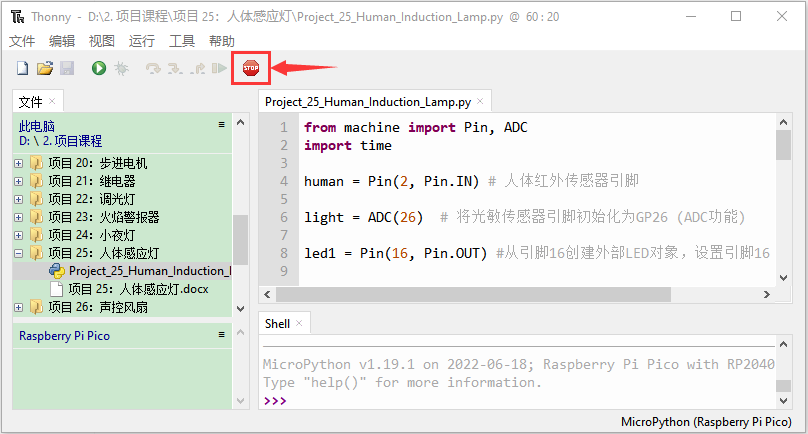 Thonny - D:\2. 项目课程\项目 25：人体感应灯\Project_25_Human_Induction_Lamp.py @ 60:20
文件 编辑 视图 运行 工具 帮助
STOP
文件
此电脑
D: \ 2. 项目课程
项目 20：步进电机
项目 21：继电器
项目 22：调光灯
项目 23：火焰警报器
项目 24：小夜灯
项目 25：人体感应灯
Project_25_Human_Induction_l
项目 25：人体感应灯.docx
项目 26：声控风扇
Raspberry Pi Pico
Project_25_Human_Induction_Lamp.py
1 from machine import Pin, ADC
2 import time
3
4 human = Pin(2, Pin.IN) # 人体红外传感器引脚
5
6 light = ADC(26)  # 将光敏传感器引脚初始化为GP26 (ADC功能)
7
8 led1 = Pin(16, Pin.OUT) #从引脚16创建外部LED对象，设置引脚16
9
Shell
MicroPython v1.19.1 on 2022-06-18; Raspberry Pi Pico with RP2040
Type "help()" for more information.
>>>
MicroPython (Raspberry Pi Pico)